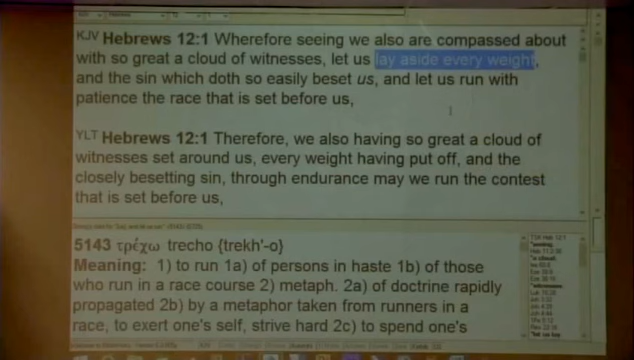 KJV Hebrews 12:1 Wherefore seeing we also are compassed about
with so great a cloud of witnesses, let us lay aside every weight,
and the sin which doth so easily beset us, and let us run with
patience the race that is set before us,
YLT Hebrews 12:1 Therefore, we also having so great a cloud of
witnesses set around us, every weight having put off, and the
closely besetting sin, through endurance may we run the contest
that is set before us,
5143 τρέχω trecho {trekh'-o}
Meaning: 1) to run 1a) of persons in haste 1b) of those
who run in a race course 2) metaph. 2a) of doctrine rapidly
propagated 2b) by a metaphor taken from runners in a
race, to exert one's self, strive hard 2c) to spend one's